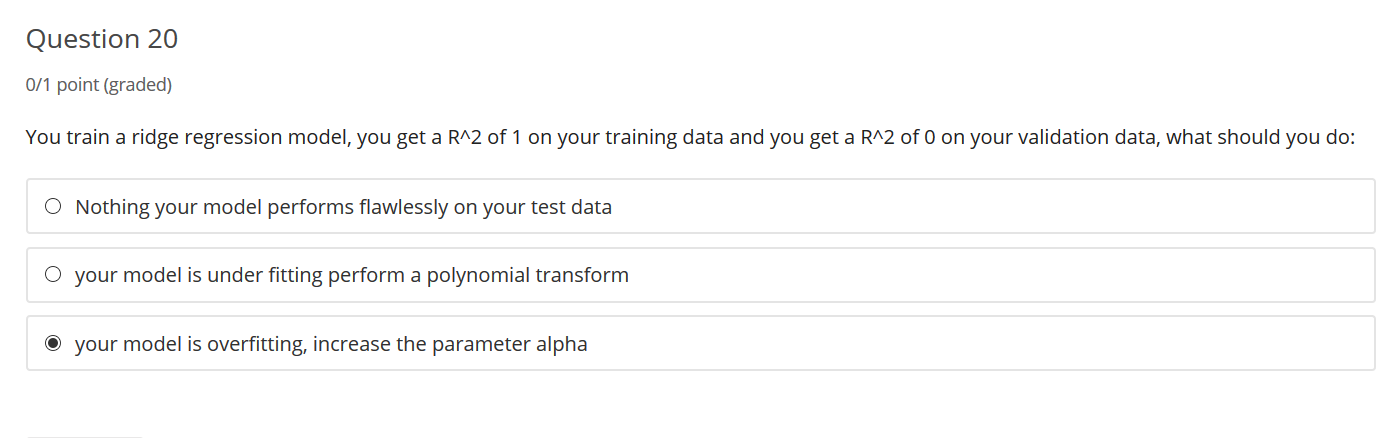 Question 20
0/1 point (graded)
You train a ridge regression model, you get a R^2 of 1 on your training data and you get a R^2 of 0 on your validation data, what should you do:
Nothing your model performs flawlessly on your test data
your model is under fitting perform a polynomial transform
your model is overfitting, increase the parameter alpha